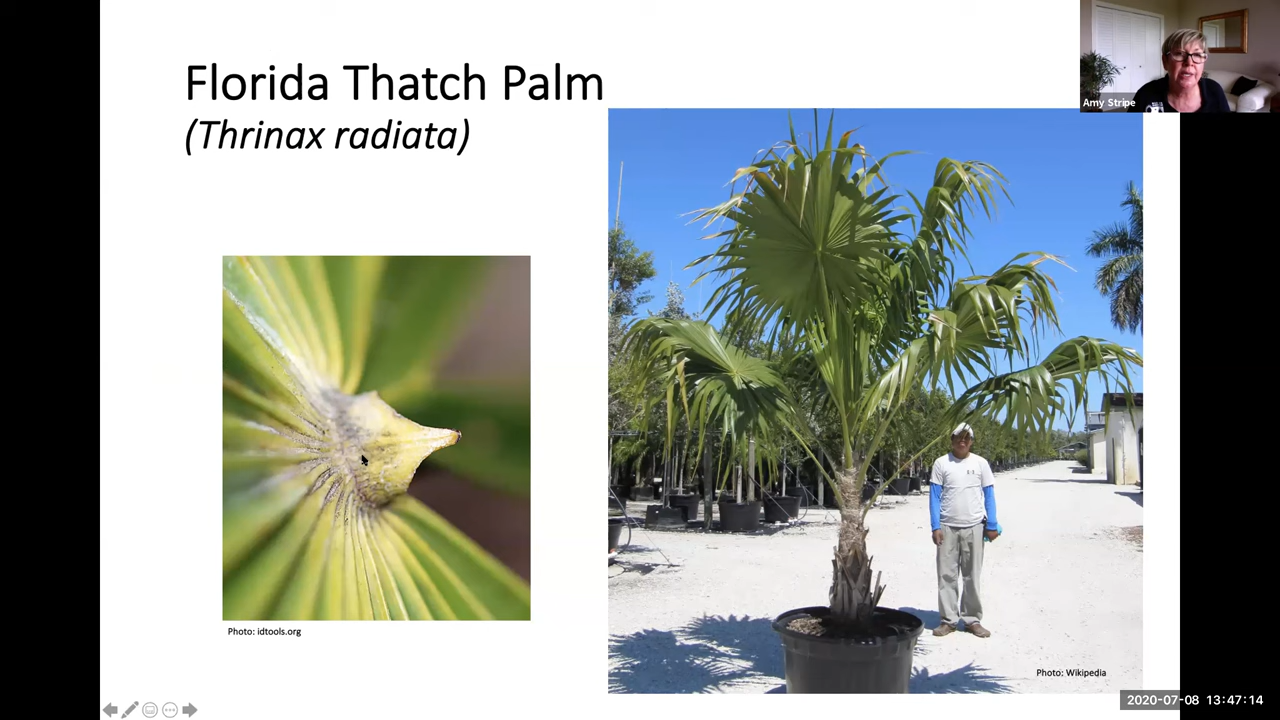 Florida Thatch Palm
(Thrinax radiata)
Amy Stripe
Photo: idtools.org
Photo: Wikipedia
2020-07-08 13:47:14